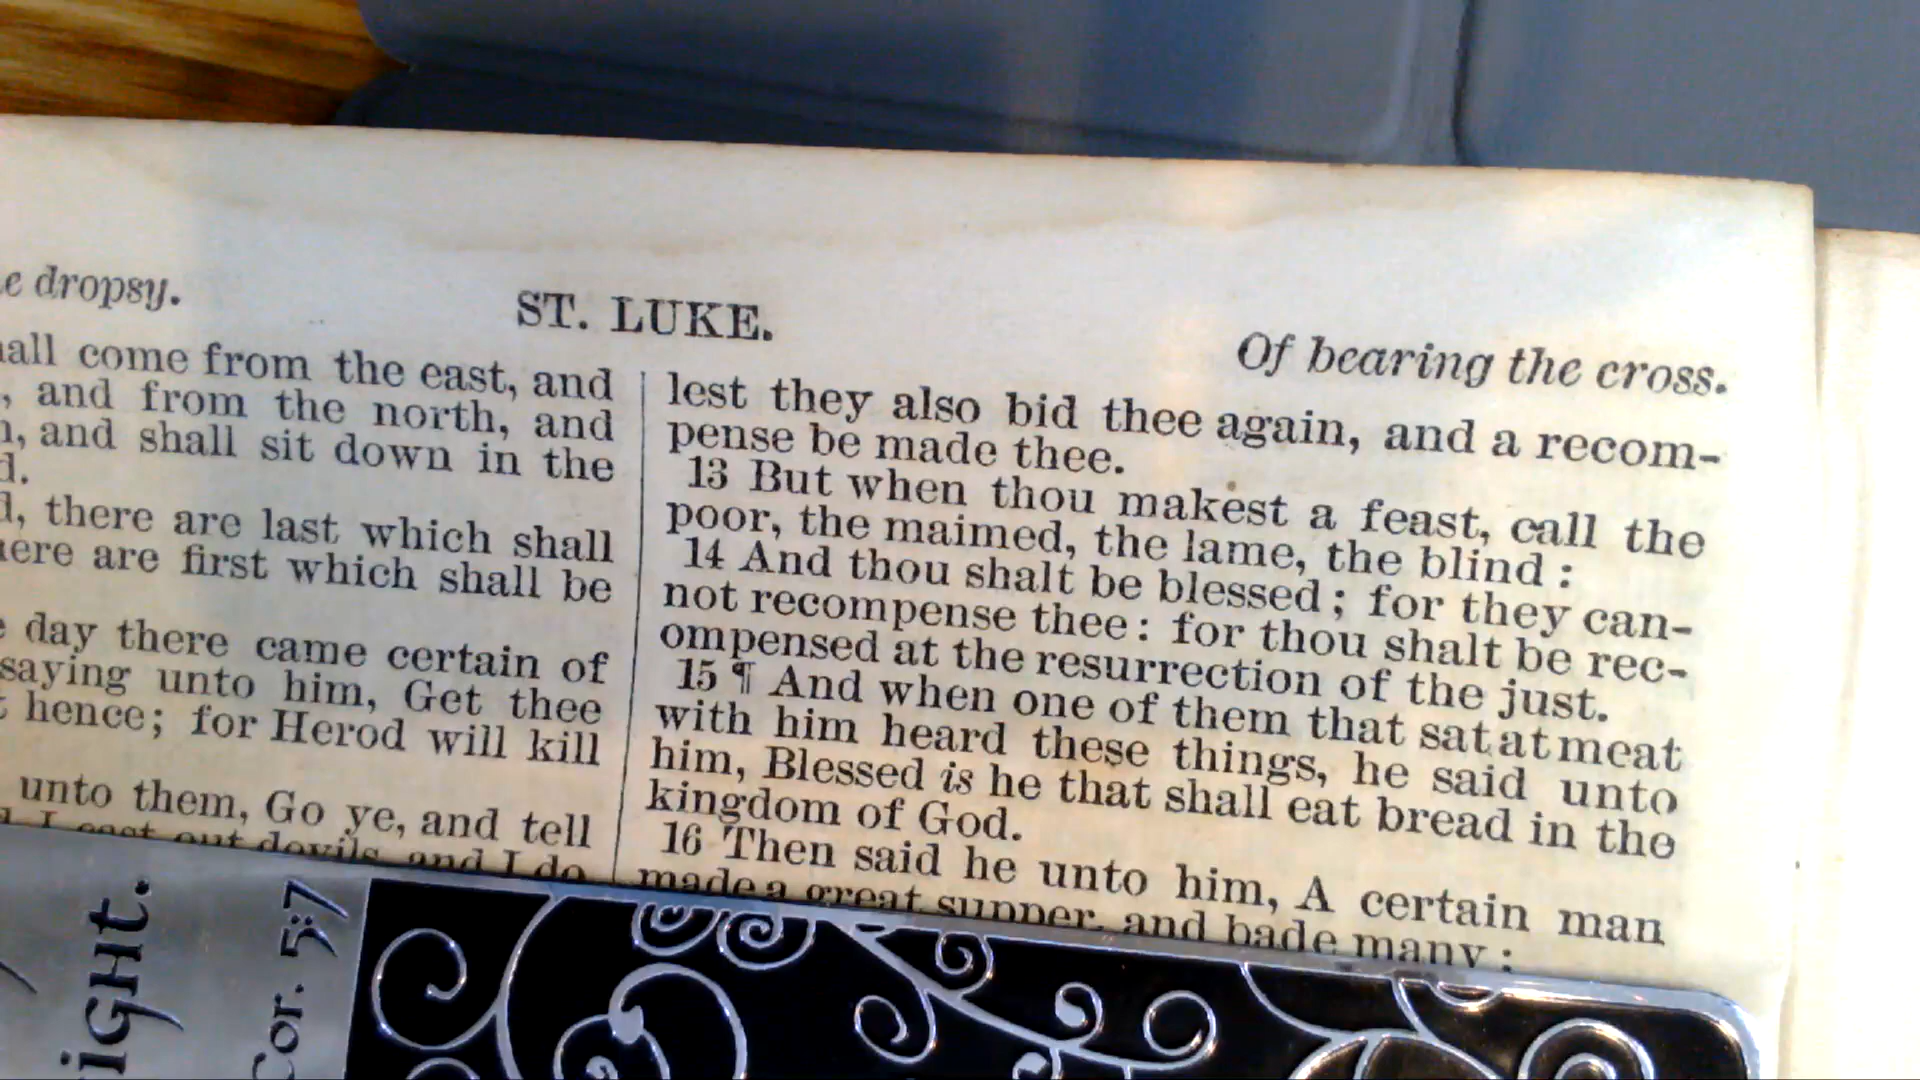 dropsy.
ST. LUKE.
Of bearing the cross.
come from the east, and
, and from the north, and
, and shall sit down in the
, there are last which shall
are first which shall be
day there came certain of
saying unto him, Get thee
hence; for Herod will kill
unto them, Go ye, and tell
I cast out devils, and I do
lest they also bid thee again, and a recom-
pense be made thee.
13 But when thou makest a feast, call the
poor, the maimed, the lame, the blind :
14 And thou shalt be blessed ; for they can-
not recompense thee : for thou shalt be rec-
ompensed at the resurrection of the just.
15 ¶ And when one of them that sat at meat
with him heard these things, he said unto
him, Blessed is he that shall eat bread in the
kingdom of God.
16 Then said he unto him, A certain man
made a great supper, and bade many :
Cor. 5:7